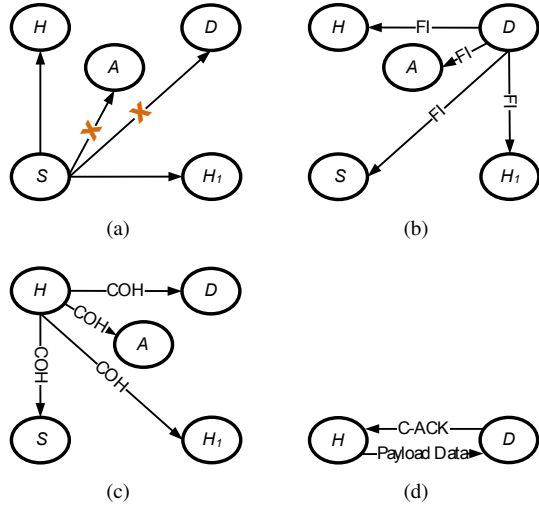 H
D
A
X
X
S
H1
(a)
H
FI
D
A
FI
FI
FI
S
H1
(b)
H
COH
D
COH
A
COH
COH
S
H1
(c)
H
C-ACK
D
Payload Data
(d)